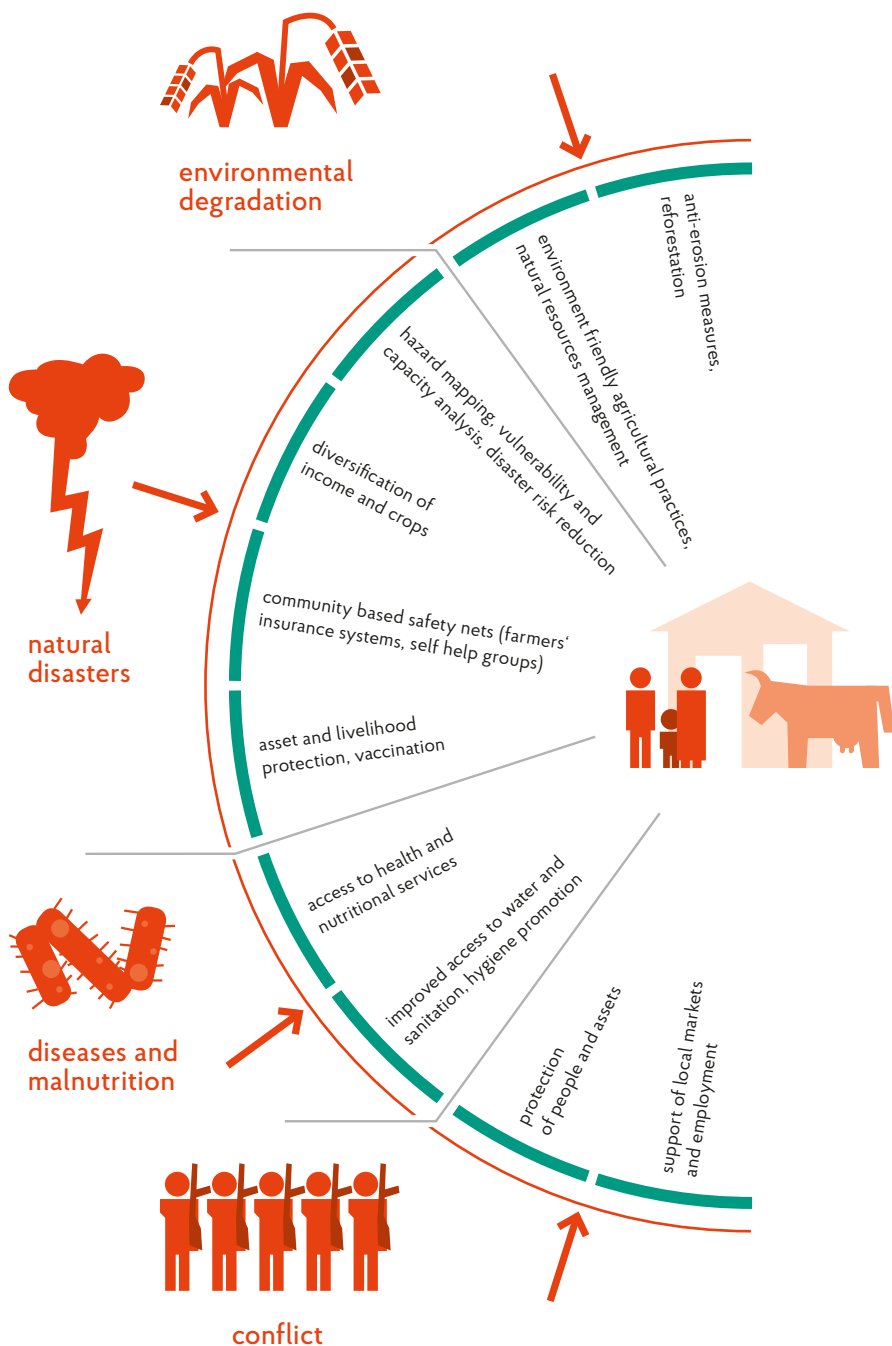 environmental
degradation
anti-erosion measures,
reforestation
environment friendly agricultural practices,
natural resources management
hazard mapping, vulnerability and
capacity analysis, disaster risk reduction
diversification of
income and crops
natural
disasters
community based safety nets (farmers‘
insurance systems, self help groups)
asset and livelihood
protection, vaccination
access to health and
nutritional services
improved access to water and
sanitation, hygiene promotion
diseases and
malnutrition
protection
of people and assets
support of local markets
and employment
conflict